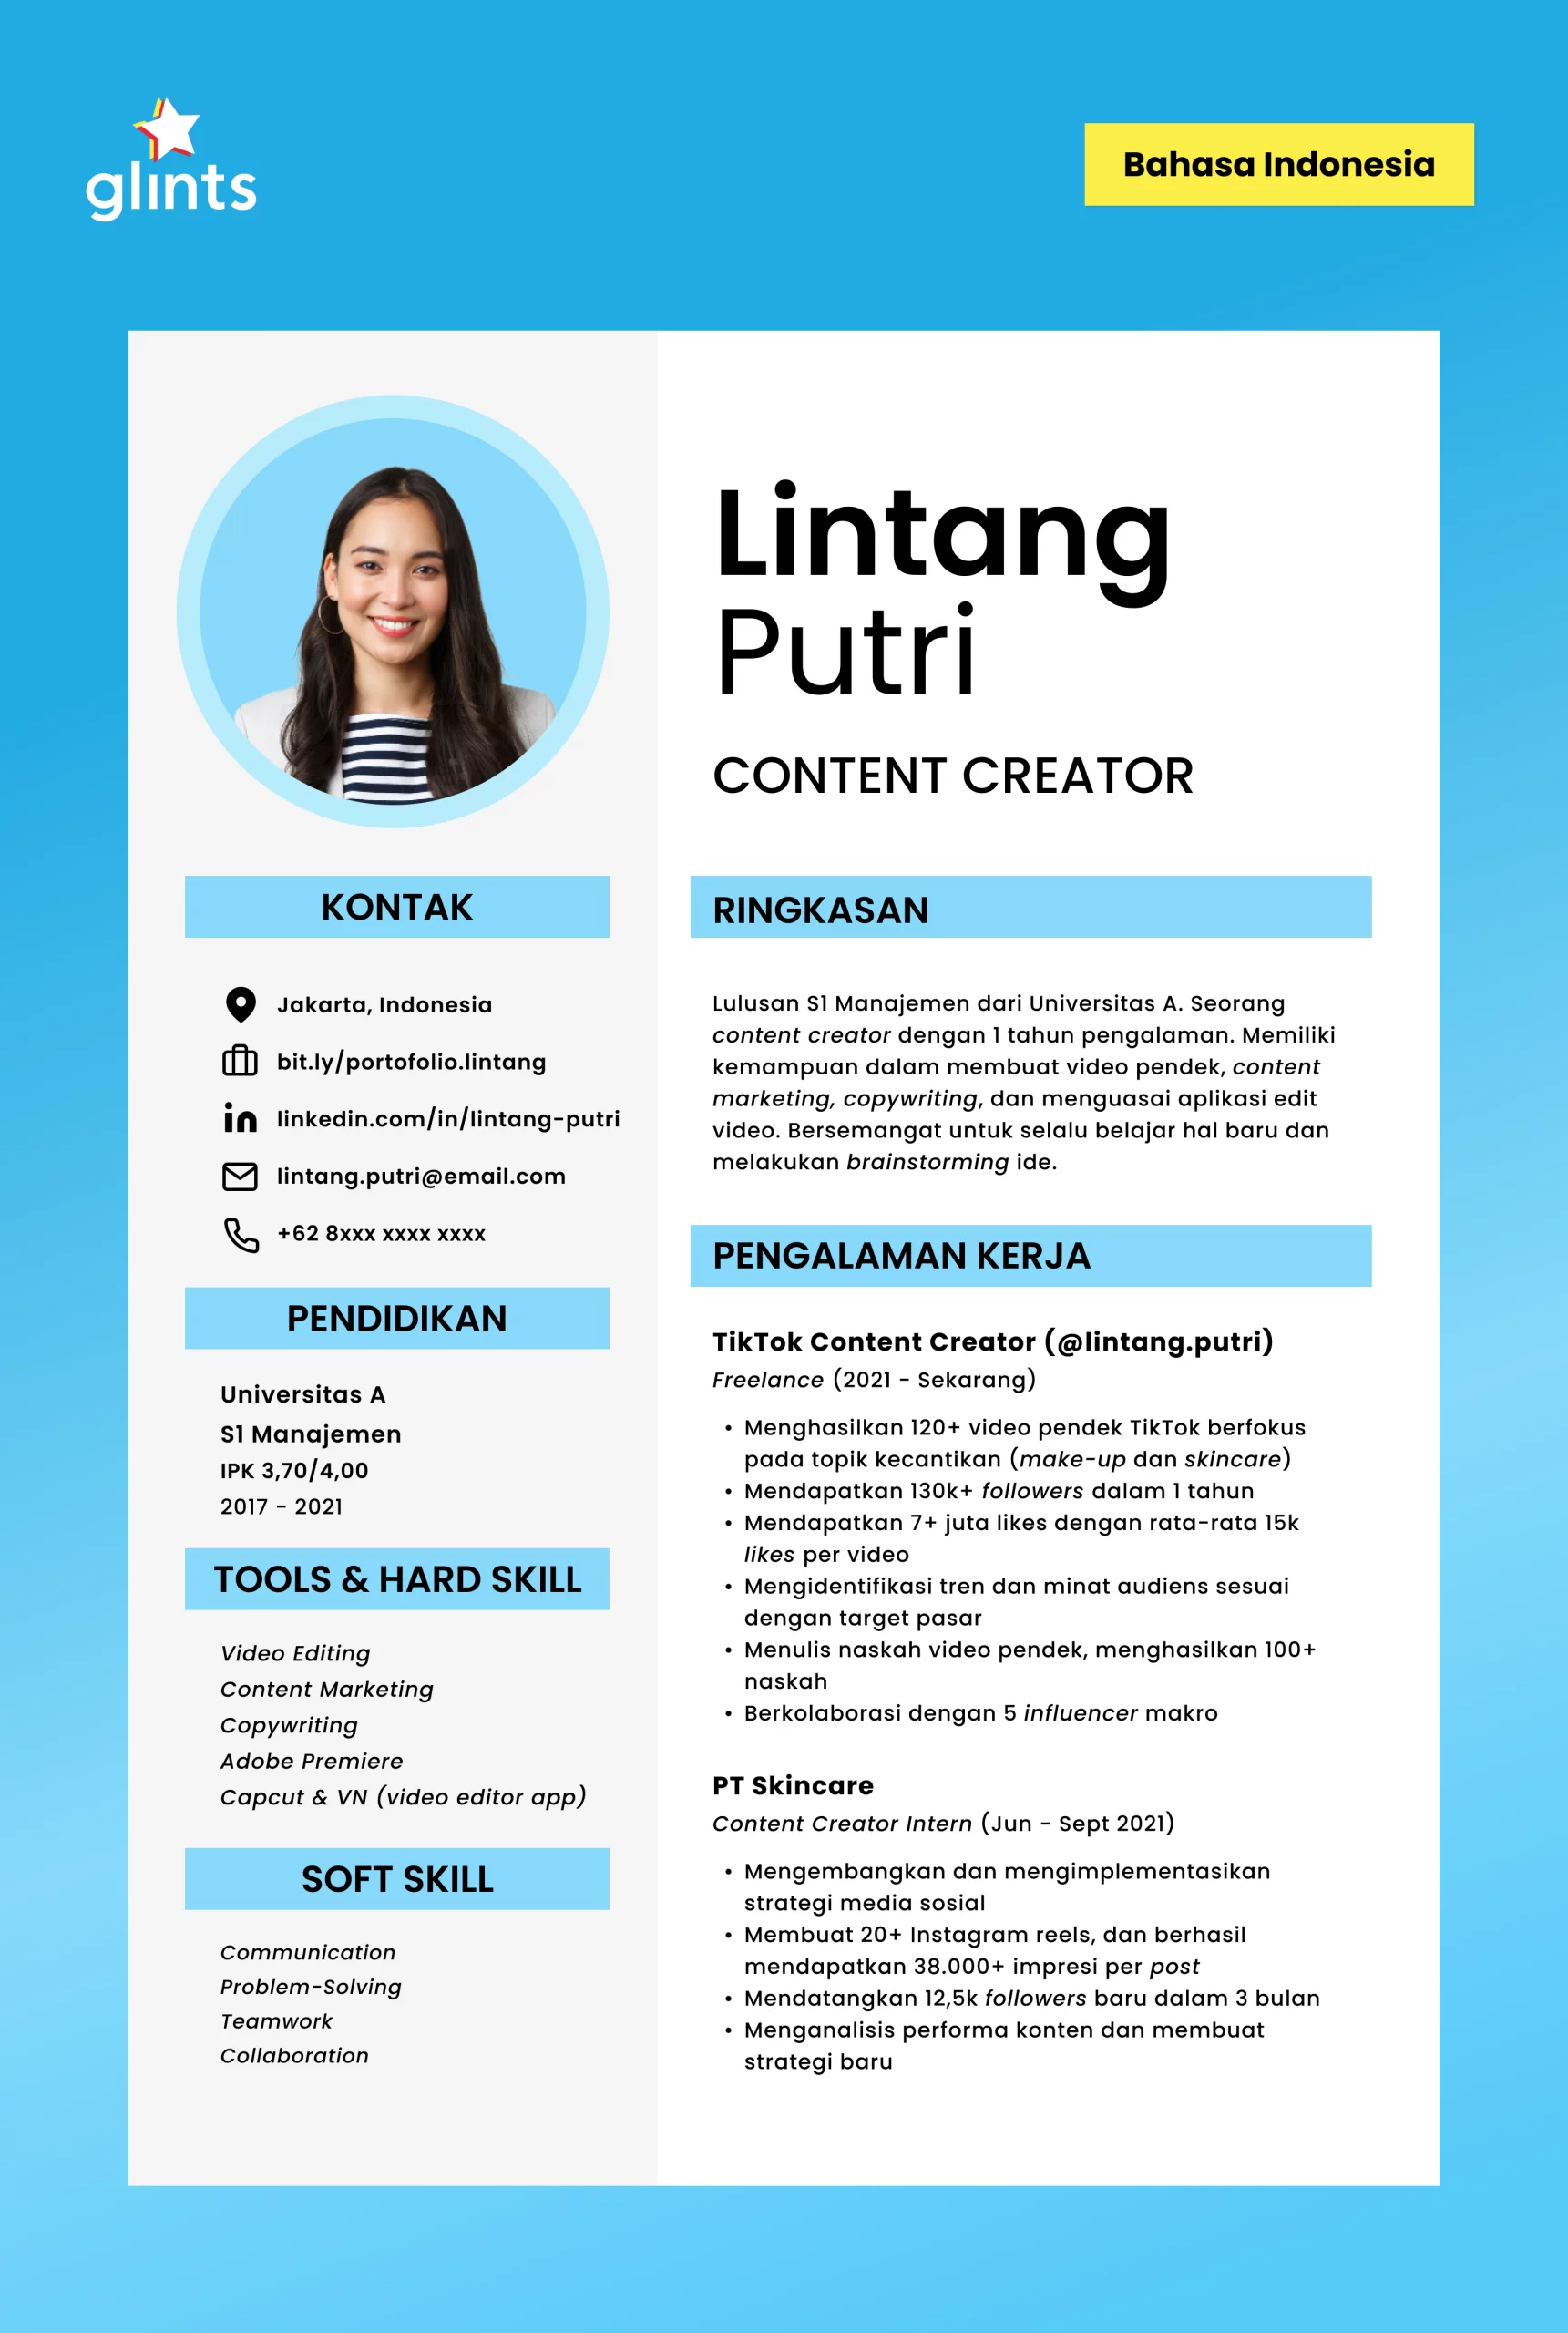 glints
Bahasa Indonesia
Lintang
Putri
CONTENT CREATOR
KONTAK
Jakarta, Indonesia
bit.ly/portofolio.lintang
linkedin.com/in/lintang-putri
lintang.putri@email.com
+62 8xxx xxxx xxxx
PENDIDIKAN
Universitas A
S1 Manajemen
IPK 3,70/4,00
2017 - 2021
TOOLS & HARD SKILL
Video Editing
Content Marketing
Copywriting
Adobe Premiere
Capcut & VN (video editor app)
SOFT SKILL
Communication
Problem-Solving
Teamwork
Collaboration
RINGKASAN
Lulusan S1 Manajemen dari Universitas A. Seorang
content creator dengan 1 tahun pengalaman. Memiliki
kemampuan dalam membuat video pendek, content
marketing, copywriting, dan menguasai aplikasi edit
video. Bersemangat untuk selalu belajar hal baru dan
melakukan brainstorming ide.
PENGALAMAN KERJA
TikTok Content Creator (@lintang.putri)
Freelance (2021 - Sekarang)
• Menghasilkan 120+ video pendek TikTok berfokus
pada topik kecantikan (make-up dan skincare)
• Mendapatkan 130k+ followers dalam 1 tahun
• Mendapatkan 7+ juta likes dengan rata-rata 15k
likes per video
• Mengidentifikasi tren dan minat audiens sesuai
dengan target pasar
• Menulis naskah video pendek, menghasilkan 100+
naskah
• Berkolaborasi dengan 5 influencer makro
PT Skincare
Content Creator Intern (Jun - Sept 2021)
• Mengembangkan dan mengimplementasikan
strategi media sosial
• Membuat 20+ Instagram reels, dan berhasil
mendapatkan 38.000+ impresi per post
• Mendatangkan 12,5k followers baru dalam 3 bulan
• Menganalisis performa konten dan membuat
strategi baru